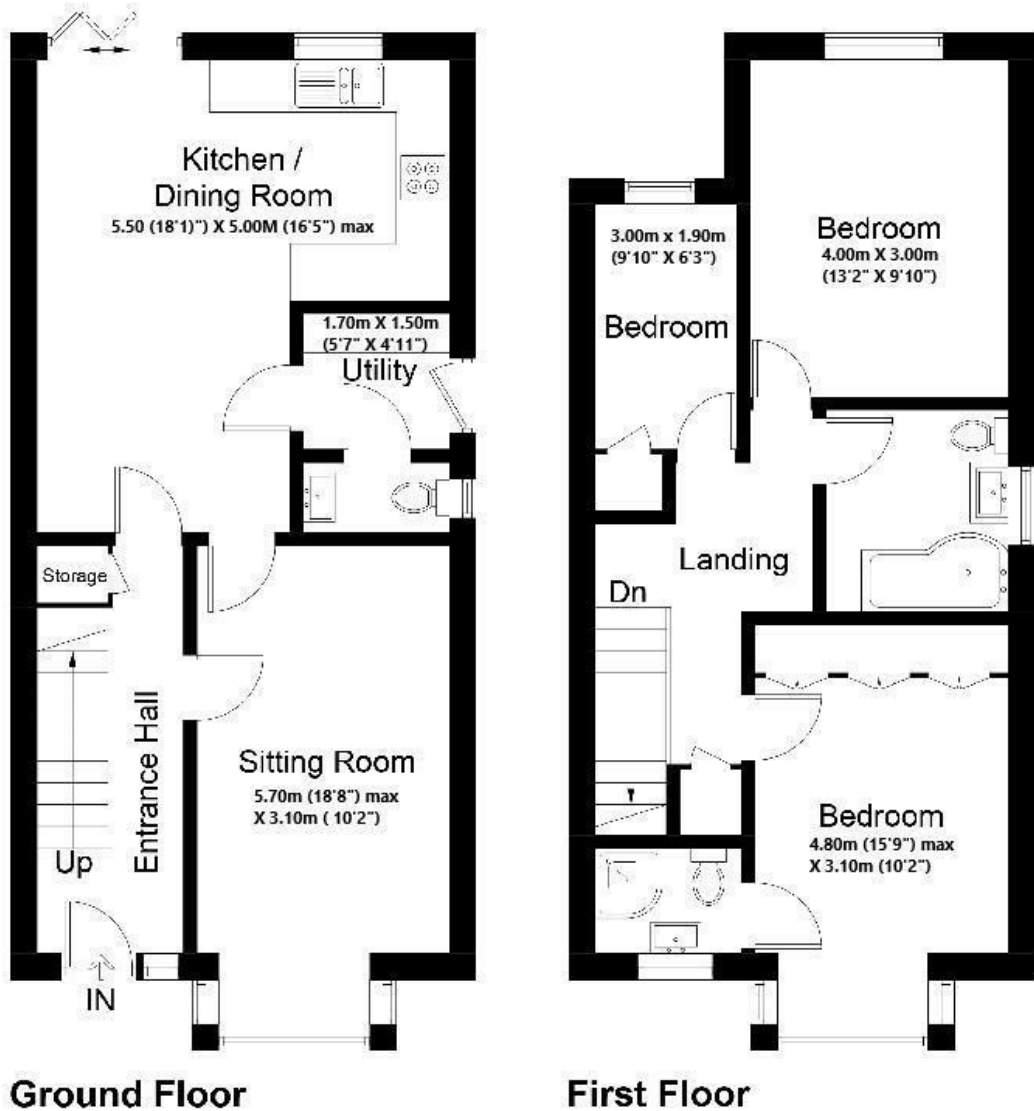 Kitchen /
Dining Room
5.50 (18'1)") X 5.00M (16'5") max
1.70m X 1.50m
(5'7" X 4'11")
Utility
Storage
Entrance Hall
Sitting Room
5.70m (18'8") max
X 3.10m ( 10'2")
Up
IN
Ground Floor
Bedroom
4.00m X 3.00m
(13'2" X 9'10")
3.00m x 1.90m
(9'10" X 6'3")
Bedroom
Landing
Dn
Bedroom
4.80m (15'9") max
X 3.10m (10'2")
First Floor